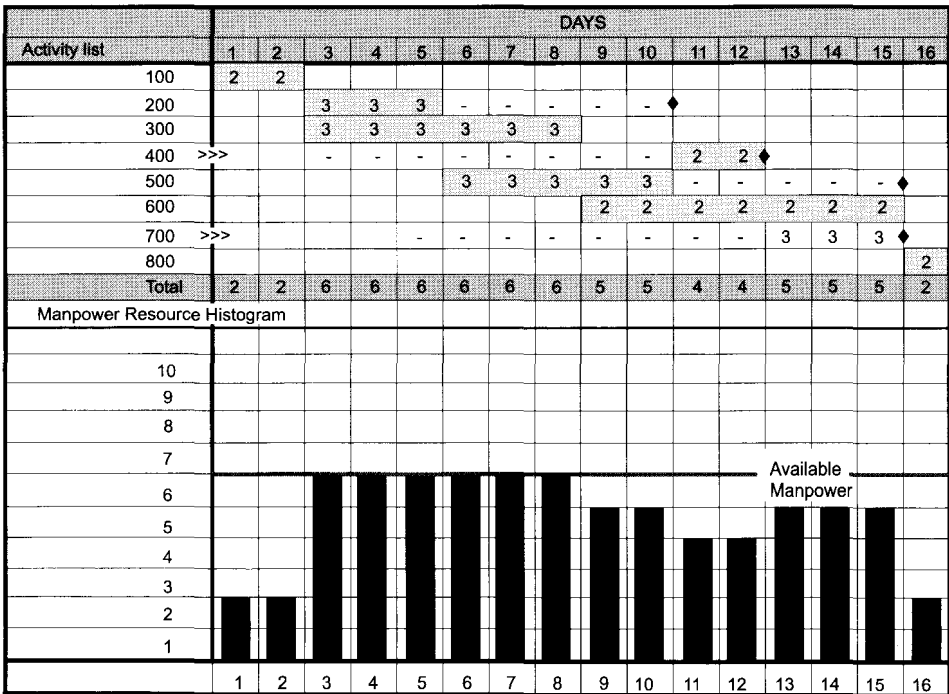 DAYS
Activity list 1 2 3 4 5 6 7 8 9 10 11 12 13 14 15 16
100 2 2
200 3 3 3 - - - - - ♦
300 3 3 3 3 3 3
400 >>> - - - - - - - - 2 2 ♦
500 3 3 3 3 3 - - - - - ♦
600 2 2 2 2 2 2 2
700 >>> - - - - - - - - 3 3 3 ♦
800 2
Total 2 2 6 6 6 6 6 6 5 5 4 4 5 5 5 2
Manpower Resource Histogram
10
9
8
7
Available
Manpower
6
5
4
3
2
1
1 2 3 4 5 6 7 8 9 10 11 12 13 14 15 16